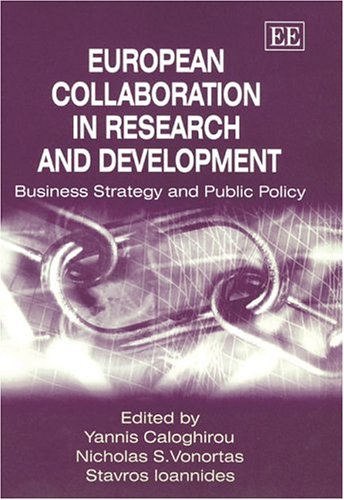 EE
EUROPEAN
COLLABORATION
IN RESEARCH
AND DEVELOPMENT
Business Strategy and Public Policy
Edited by
Yannis Caloghirou
Nicholas S.Vonortas
Stavros Ioannides